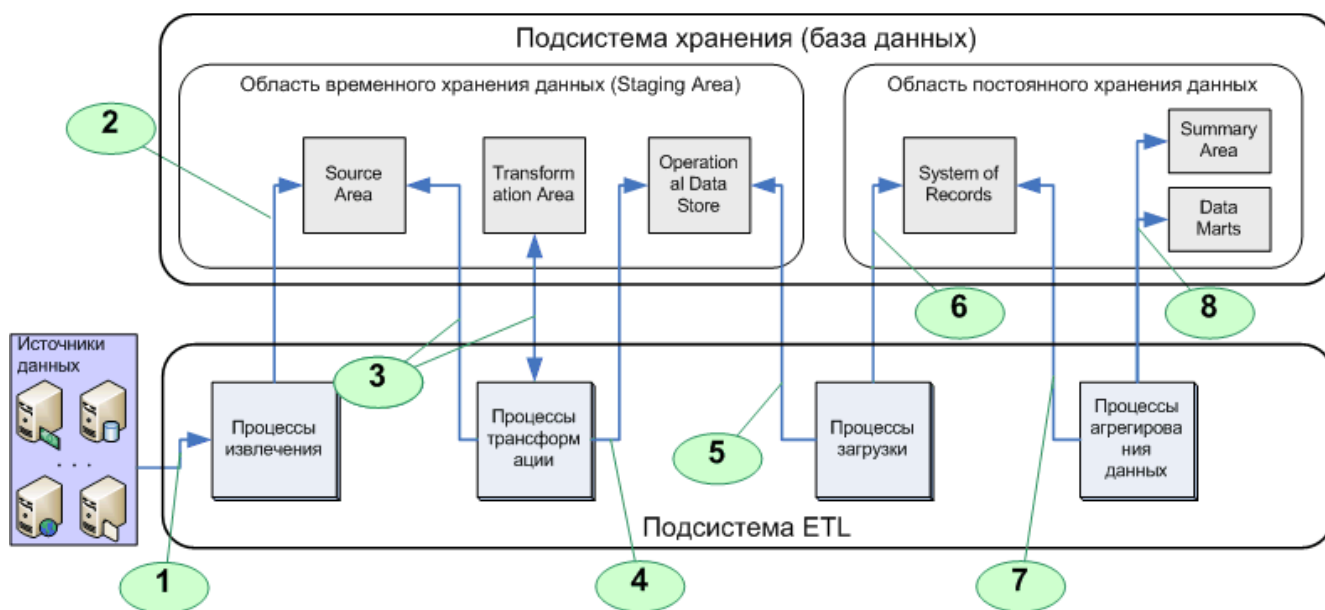 Подсистема хранения (база данных)
Область временного хранения данных (Staging Area)
Область постоянного хранения данных
2
Source
Area
Transform
ation Area
Operation
al Data
Store
System of
Records
Summary
Area
Data
Marts
6
8
Источники
данных
. . .
3
Процессы
извлечения
Процессы
трансформ
ации
5
Процессы
загрузки
Процессы
агрегирова
ния
данных
Подсистема ETL
1
4
7